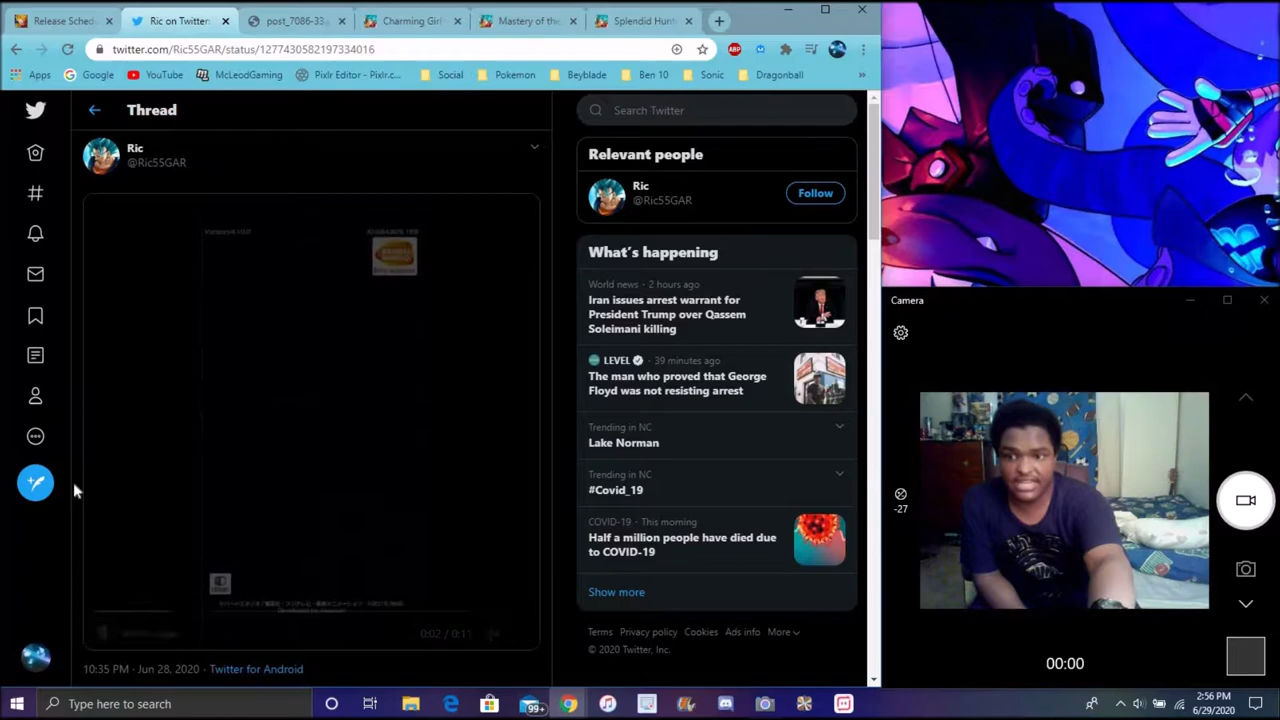 Release Sched
Ric on Twitter:
post_7086-33
Charming Girl
Mastery of the
Splendid Hunt
twitter.com/Ric55GAR/status/1277430582197334016
ABP
Apps
Google
YouTube
McLeodGaming
Pixlr Editor - Pixlr.c...
Social
Pokemon
Beyblade
Ben 10
Sonic
Dragonball
Thread
Ric
@Ric55GAR
0:02 / 0:11
10:35 PM · Jun 28, 2020 · Twitter for Android
Search Twitter
Relevant people
Ric
@Ric55GAR
Follow
What's happening
World news · 2 hours ago
Iran issues arrest warrant for
President Trump over Qassem
Soleimani killing
LEVEL · 39 minutes ago
The man who proved that George
Floyd was not resisting arrest
Trending in NC
Lake Norman
Trending in NC
#Covid_19
COVID-19 · This morning
Half a million people have died due
to COVID-19
Show more
Terms Privacy policy Cookies Ads info More
© 2020 Twitter, Inc.
Camera
-27
00:00
Type here to search
99+
2:56 PM
6/29/2020